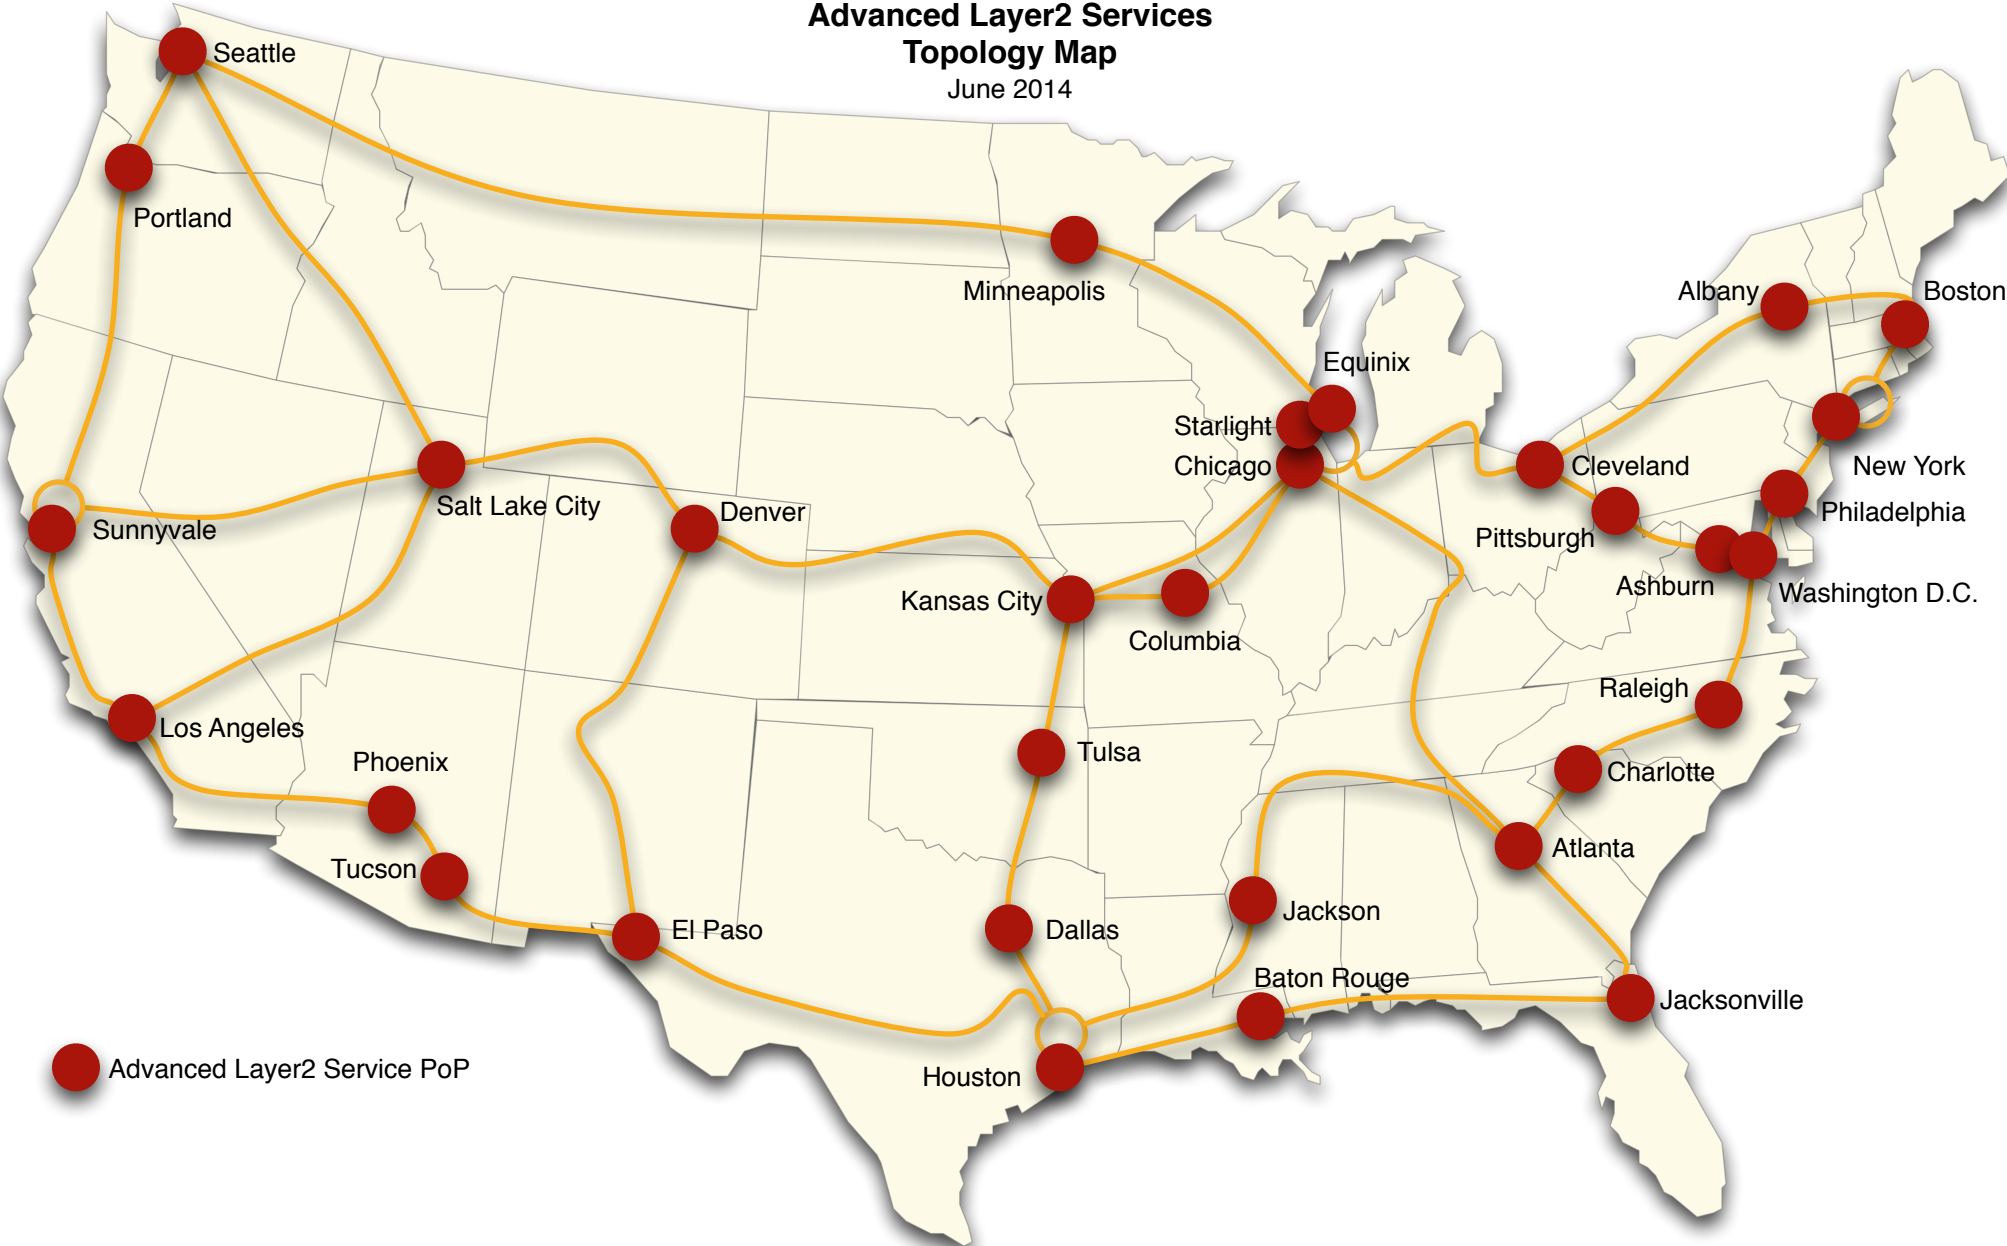 Advanced Layer2 Services
Topology Map
June 2014
Seattle
Portland
Minneapolis
Albany
Boston
Equinix
Starlight
Chicago
Cleveland
New York
Salt Lake City
Denver
Philadelphia
Sunnyvale
Pittsburgh
Ashburn
Washington D.C.
Kansas City
Columbia
Raleigh
Los Angeles
Phoenix
Tulsa
Charlotte
Atlanta
Tucson
Jackson
El Paso
Dallas
Baton Rouge
Jacksonville
Houston
Advanced Layer2 Service PoP